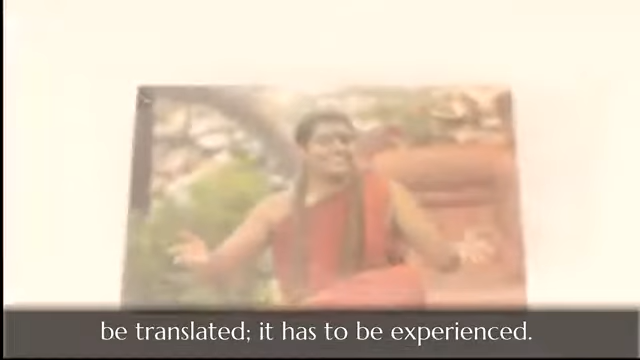 be translated; it has to be experienced.